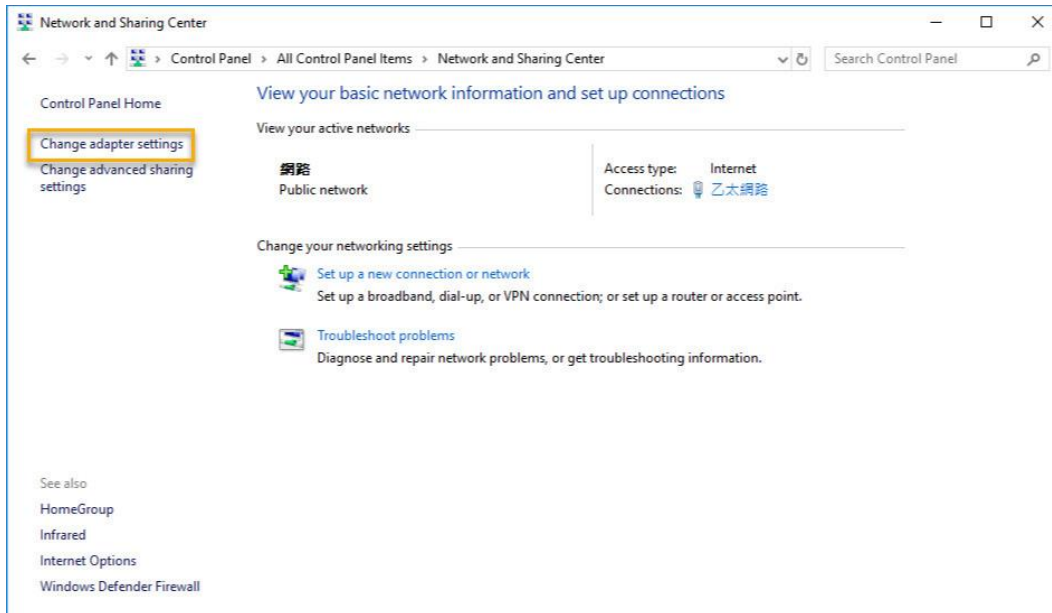 Network and Sharing Center
Control Panel > All Control Panel Items > Network and Sharing Center
Search Control Panel
Control Panel Home
Change adapter settings
Change advanced sharing
settings
View your basic network information and set up connections
View your active networks
網路
Public network
Access type: Internet
Connections: 乙太網路
Change your networking settings
Set up a new connection or network
Set up a broadband, dial-up, or VPN connection; or set up a router or access point.
Troubleshoot problems
Diagnose and repair network problems, or get troubleshooting information.
See also
HomeGroup
Infrared
Internet Options
Windows Defender Firewall